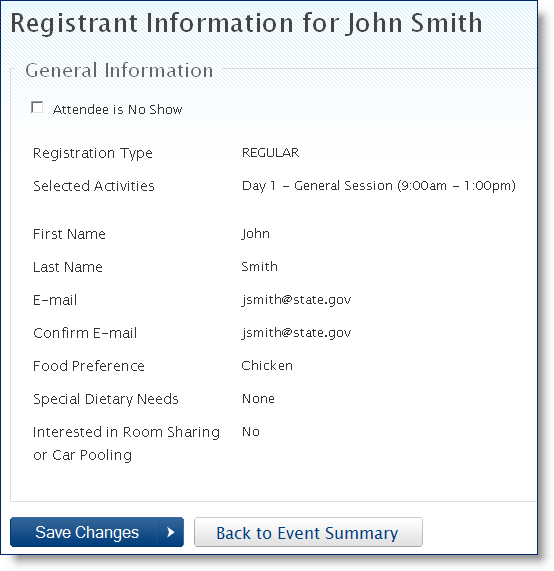 Registrant Information for John Smith
General Information
Attendee is No Show
Registration Type REGULAR
Selected Activities Day 1 - General Session (9:00am - 1:00pm)
First Name John
Last Name Smith
E-mail jsmith@state.gov
Confirm E-mail jsmith@state.gov
Food Preference Chicken
Special Dietary Needs None
Interested in Room Sharing No
or Car Pooling
Save Changes Back to Event Summary